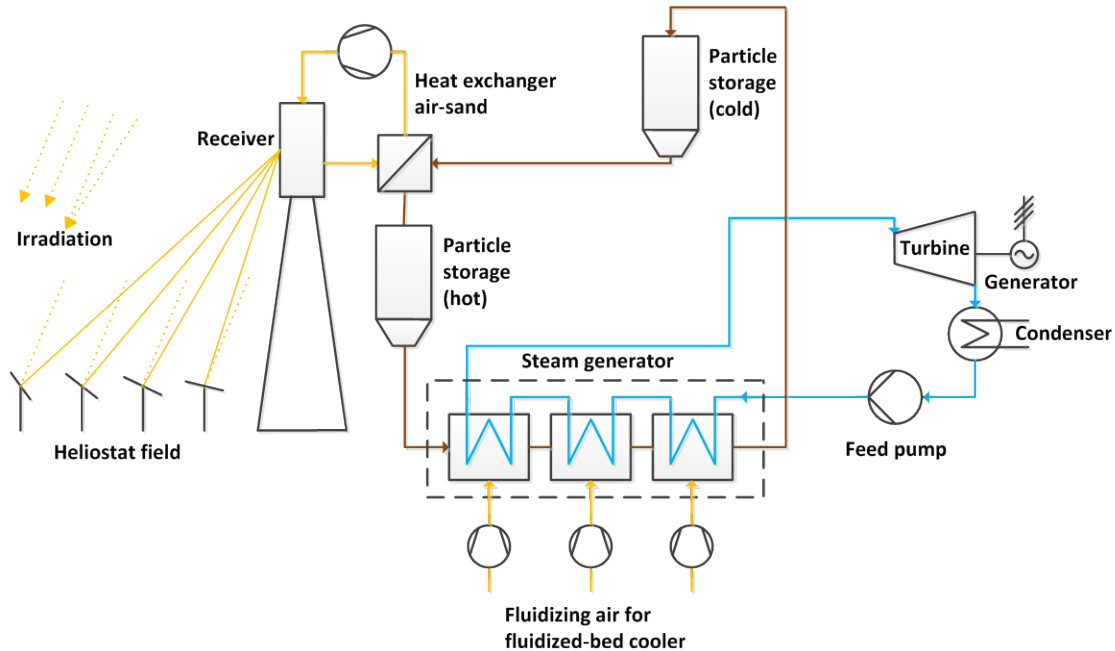 Heat exchanger
air-sand
Particle
storage
(cold)
Receiver
Irradiation
Particle
storage
(hot)
Turbine
Generator
Condenser
Steam generator
Heliostat field
Feed pump
Fluidizing air for
fluidized-bed cooler